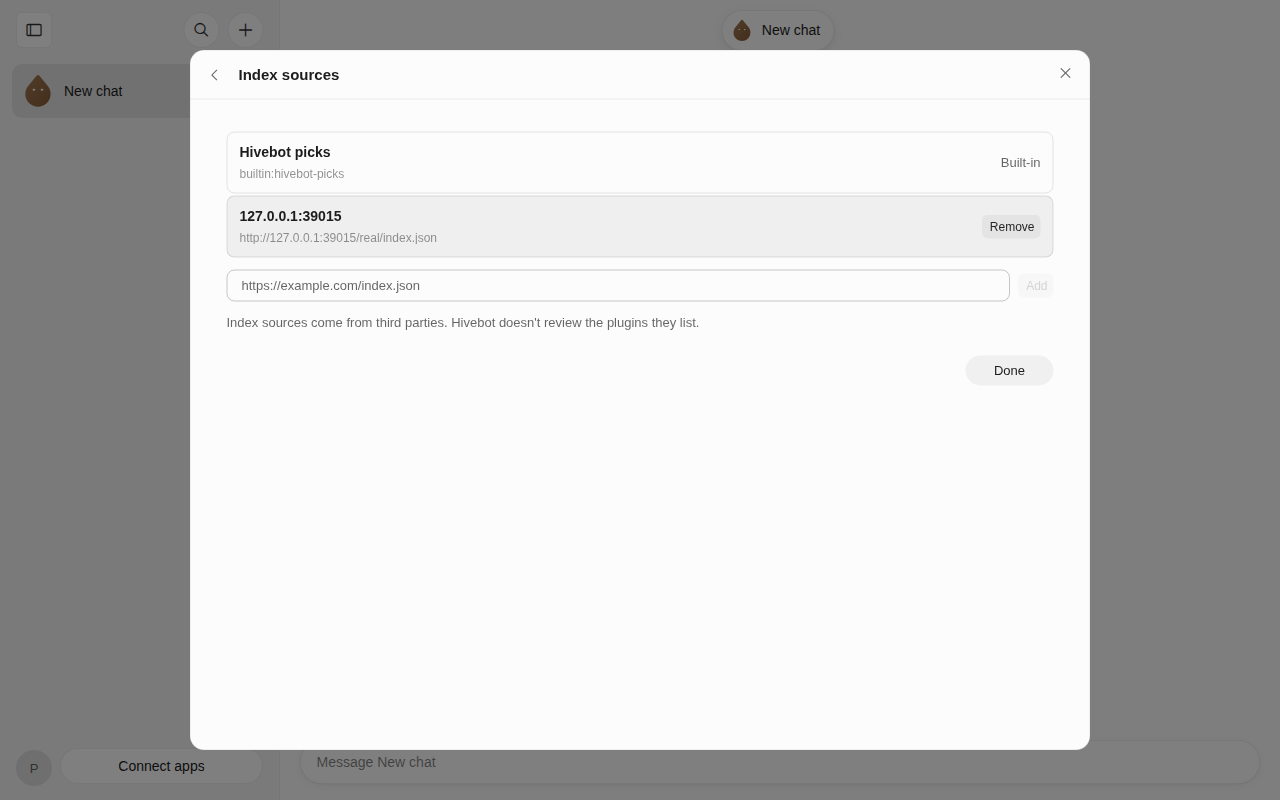 New chat
New chat
Index sources
Hivebot picks
builtin:hivebot-picks
Built-in
127.0.0.1:39015
http://127.0.0.1:39015/real/index.json
Remove
https://example.com/index.json
Add
Index sources come from third parties. Hivebot doesn't review the plugins they list.
Done
P
Connect apps
Message New chat